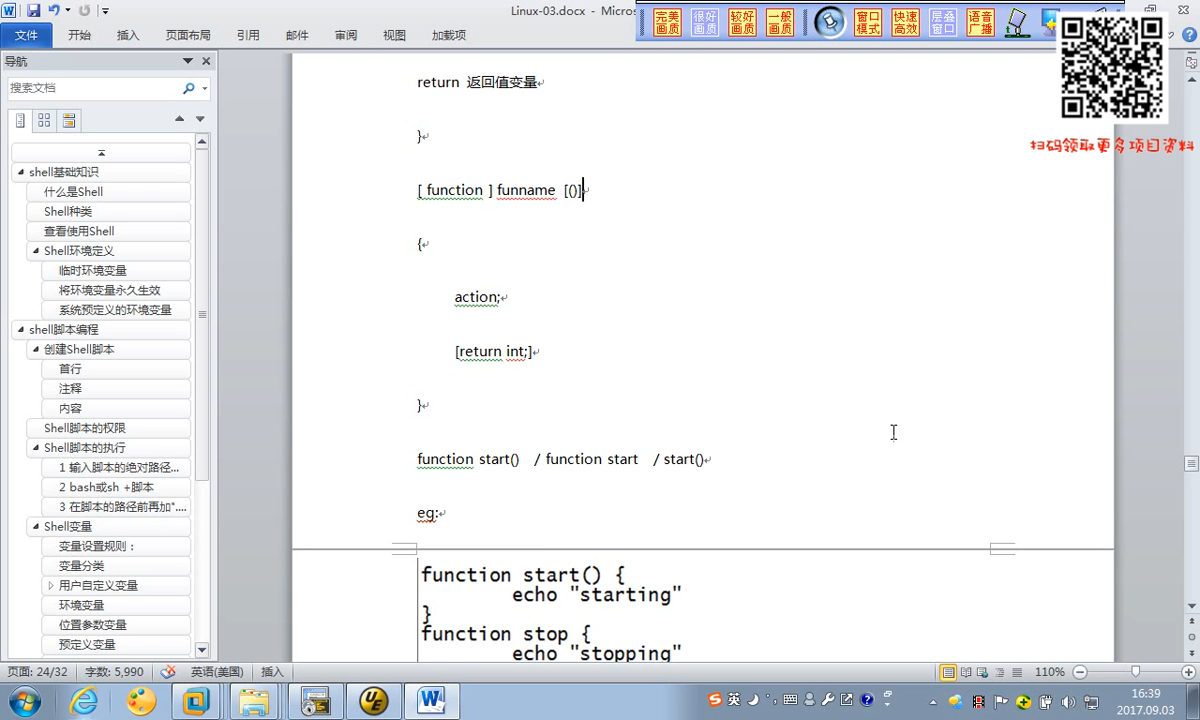 Linux-03.docx - Micros
完美画质
很好画质
较好画质
一般画质
窗口模式
快速高效
层叠窗口
语音广播
文件 开始 插入 页面布局 引用 邮件 审阅 视图 加载项
扫码领取更多项目资料
导航
搜索文档
shell基础知识
什么是Shell
Shell种类
查看使用Shell
Shell环境定义
临时环境变量
将环境变量永久生效
系统预定义的环境变量
shell脚本编程
创建Shell脚本
首行
注释
内容
Shell脚本的权限
Shell脚本的执行
1 输入脚本的绝对路径...
2 bash或sh +脚本
3 在脚本的路径前再加"....
Shell变量
变量设置规则：
变量分类
用户自定义变量
环境变量
位置参数变量
预定义变量
return 返回值变量
}
[ function ] funname [()]
{
action;
[return int;]
}
function start() / function start / start()
eg:
function start() {
echo "starting"
}
function stop {
echo "stopping"
页面: 24/32 字数: 5,990 英语(美国) 插入 110%
英
16:39
2017.09.03